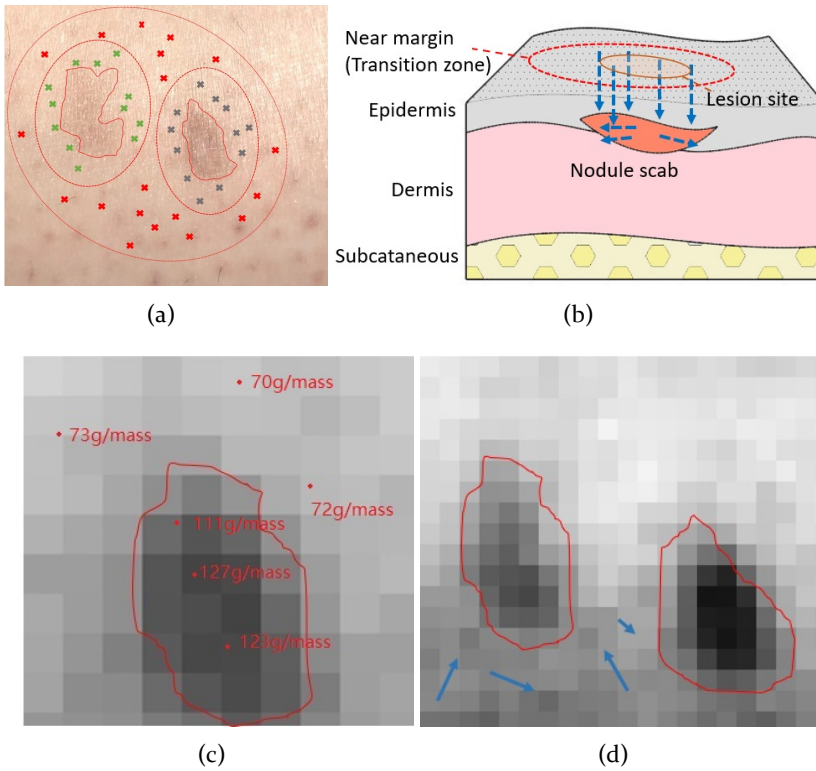 (a)
Near margin
(Transition zone)
Epidermis
Lesion site
Nodule scab
Dermis
Subcataneous
(b)
70g/mass
73g/mass
72g/mass
111g/mass
127g/mass
123g/mass
(c)
(d)